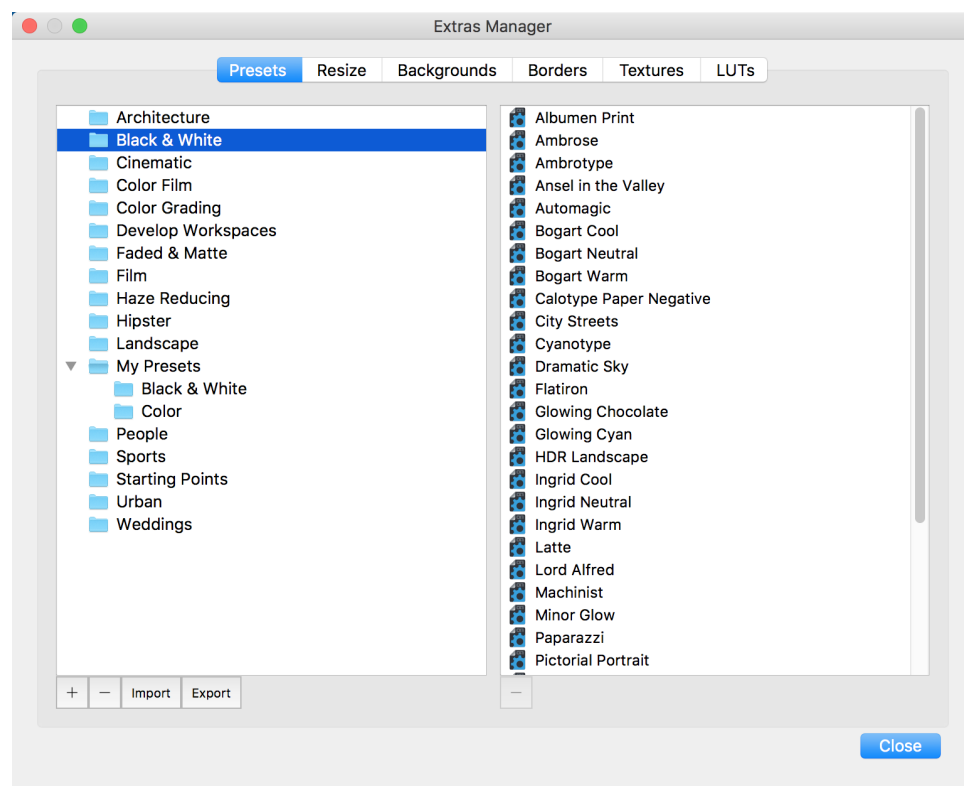 Extras Manager
Presets Resize Backgrounds Borders Textures LUTs
Architecture
Black & White
Cinematic
Color Film
Color Grading
Develop Workspaces
Faded & Matte
Film
Haze Reducing
Hipster
Landscape
My Presets
Black & White
Color
People
Sports
Starting Points
Urban
Weddings
Albumen Print
Ambrose
Ambrotype
Ansel in the Valley
Automagic
Bogart Cool
Bogart Neutral
Bogart Warm
Calotype Paper Negative
City Streets
Cyanotype
Dramatic Sky
Flatiron
Glowing Chocolate
Glowing Cyan
HDR Landscape
Ingrid Cool
Ingrid Neutral
Ingrid Warm
Latte
Lord Alfred
Machinist
Minor Glow
Paparazzi
Pictorial Portrait
+ − Import Export
−
Close